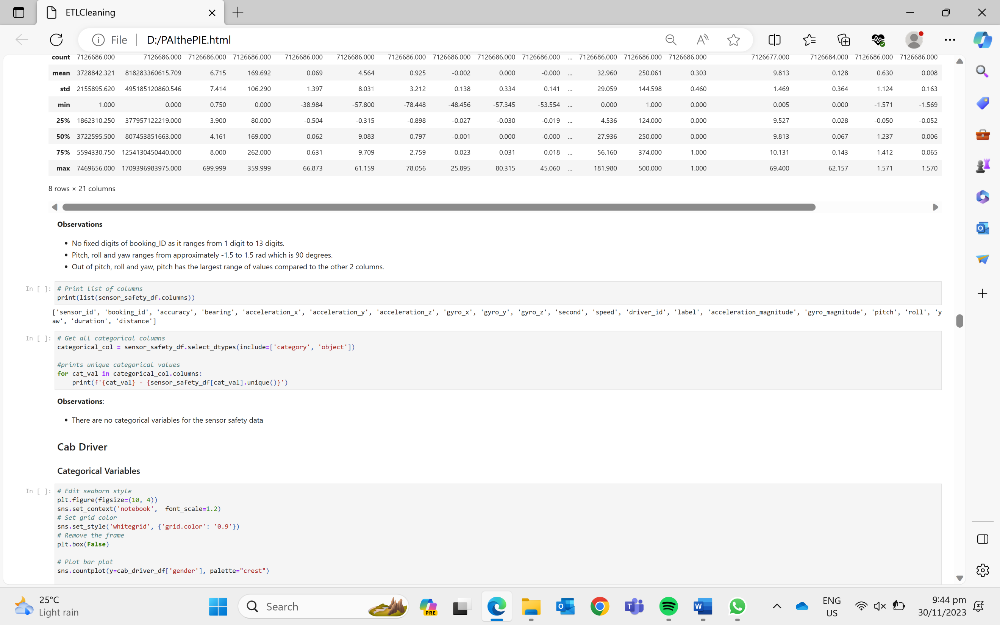 ETLCleaning
File
D:/PAIthePIE.html
count 7126686.000 7126686.000 7126686.000 7126686.000 7126686.000 7126686.000 7126686.000 7126686.000 7126686.000 7126686.000 ... 7126686.000 7126686.000 7126686.000 7126677.000 7126684.000 7126686.000 7126686.000
mean 3728842.321 818283360615.709 6.715 169.692 0.069 4.564 0.925 -0.002 0.000 -0.000 ... 32.960 250.061 0.303 9.813 0.128 0.630 0.008
std 2155895.620 495185120860.546 7.414 106.290 1.397 8.031 3.212 0.138 0.334 0.141 ... 29.059 144.598 0.460 1.469 0.364 1.124 0.163
min 1.000 0.000 0.750 0.000 -38.984 -57.800 -78.448 -48.456 -57.345 -53.554 ... 0.000 1.000 0.000 0.005 0.000 -1.571 -1.569
25% 1862310.250 377957122219.000 3.900 80.000 -0.504 -0.315 -0.898 -0.027 -0.030 -0.019 ... 4.536 124.000 0.000 9.527 0.028 -0.050 -0.052
50% 3722595.500 807453851663.000 4.161 169.000 0.062 9.083 0.797 -0.001 0.000 -0.000 ... 27.936 250.000 0.000 9.813 0.067 1.237 0.006
75% 5594330.750 1254130450440.000 8.000 262.000 0.631 9.709 2.759 0.023 0.031 0.018 ... 56.160 374.000 1.000 10.131 0.143 1.412 0.065
max 7469656.000 1709396983975.000 699.999 359.999 66.873 61.159 78.056 25.895 80.315 45.060 ... 181.980 500.000 1.000 69.400 62.157 1.571 1.570
8 rows × 21 columns
Observations
• No fixed digits of booking_ID as it ranges from 1 digit to 13 digits.
• Pitch, roll and yaw ranges from approximately -1.5 to 1.5 rad which is 90 degrees.
• Out of pitch, roll and yaw, pitch has the largest range of values compared to the other 2 columns.
In [ ]: # Print list of columns
print(list(sensor_safety_df.columns))
['sensor_id', 'booking_id', 'accuracy', 'bearing', 'acceleration_x', 'acceleration_y', 'acceleration_z', 'gyro_x', 'gyro_y', 'gyro_z', 'second', 'speed', 'driver_id', 'label', 'acceleration_magnitude', 'gyro_magnitude', 'pitch', 'roll', 'y
aw', 'duration', 'distance']
In [ ]: # Get all categorical columns
categorical_col = sensor_safety_df.select_dtypes(include=['category', 'object'])
#prints unique categorical values
for cat_val in categorical_col.columns:
print(f'{cat_val} - {sensor_safety_df[cat_val].unique()}')
Observations:
• There are no categorical variables for the sensor safety data
Cab Driver
Categorical Variables
In [ ]: # Edit seaborn style
plt.figure(figsize=(10, 4))
sns.set_context('notebook', font_scale=1.2)
# Set grid color
sns.set_style('whitegrid', {'grid.color': '0.9'})
# Remove the frame
plt.box(False)
# Plot bar plot
sns.countplot(y=cab_driver_df['gender'], palette="crest")
25°C
Light rain
Search
PRE
ENG
US
9:44 pm
30/11/2023